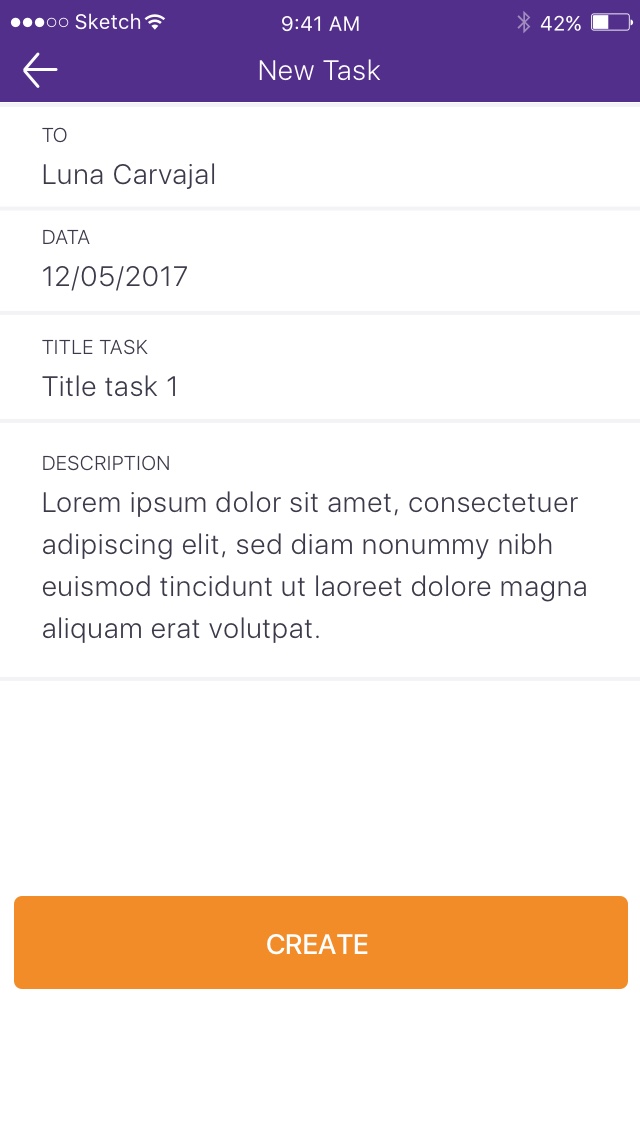 Sketch 9:41 AM 42%
New Task
TO
Luna Carvajal
DATA
12/05/2017
TITLE TASK
Title task 1
DESCRIPTION
Lorem ipsum dolor sit amet, consectetuer
adipiscing elit, sed diam nonummy nibh
euismod tincidunt ut laoreet dolore magna
aliquam erat volutpat.
CREATE